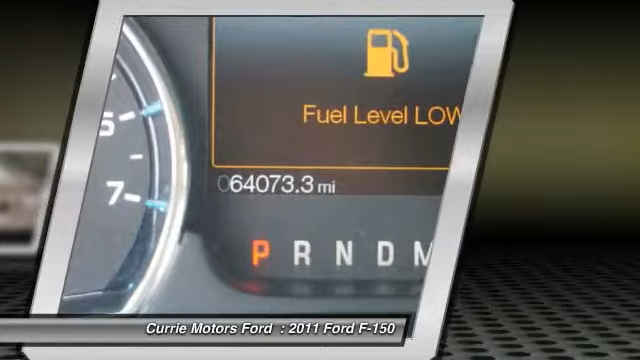 Fuel Level LOW
5
064073.3 mi
7
P R N D M
Currie Motors Ford : 2011 Ford F-150